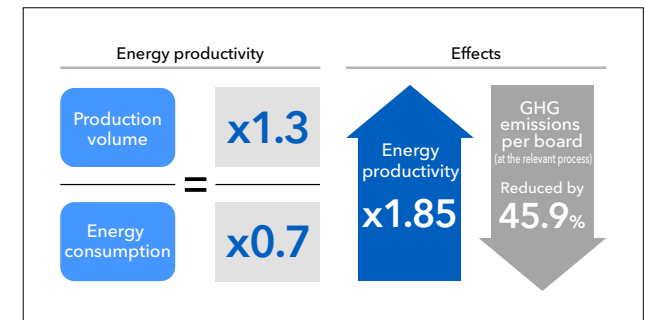 Energy productivity
Production
volume
=
x1.3
Energy
consumption
x0.7
Effects
Energy
productivity
x1.85
GHG
emissions
per board
(at the relevant process)
Reduced by
45.9%